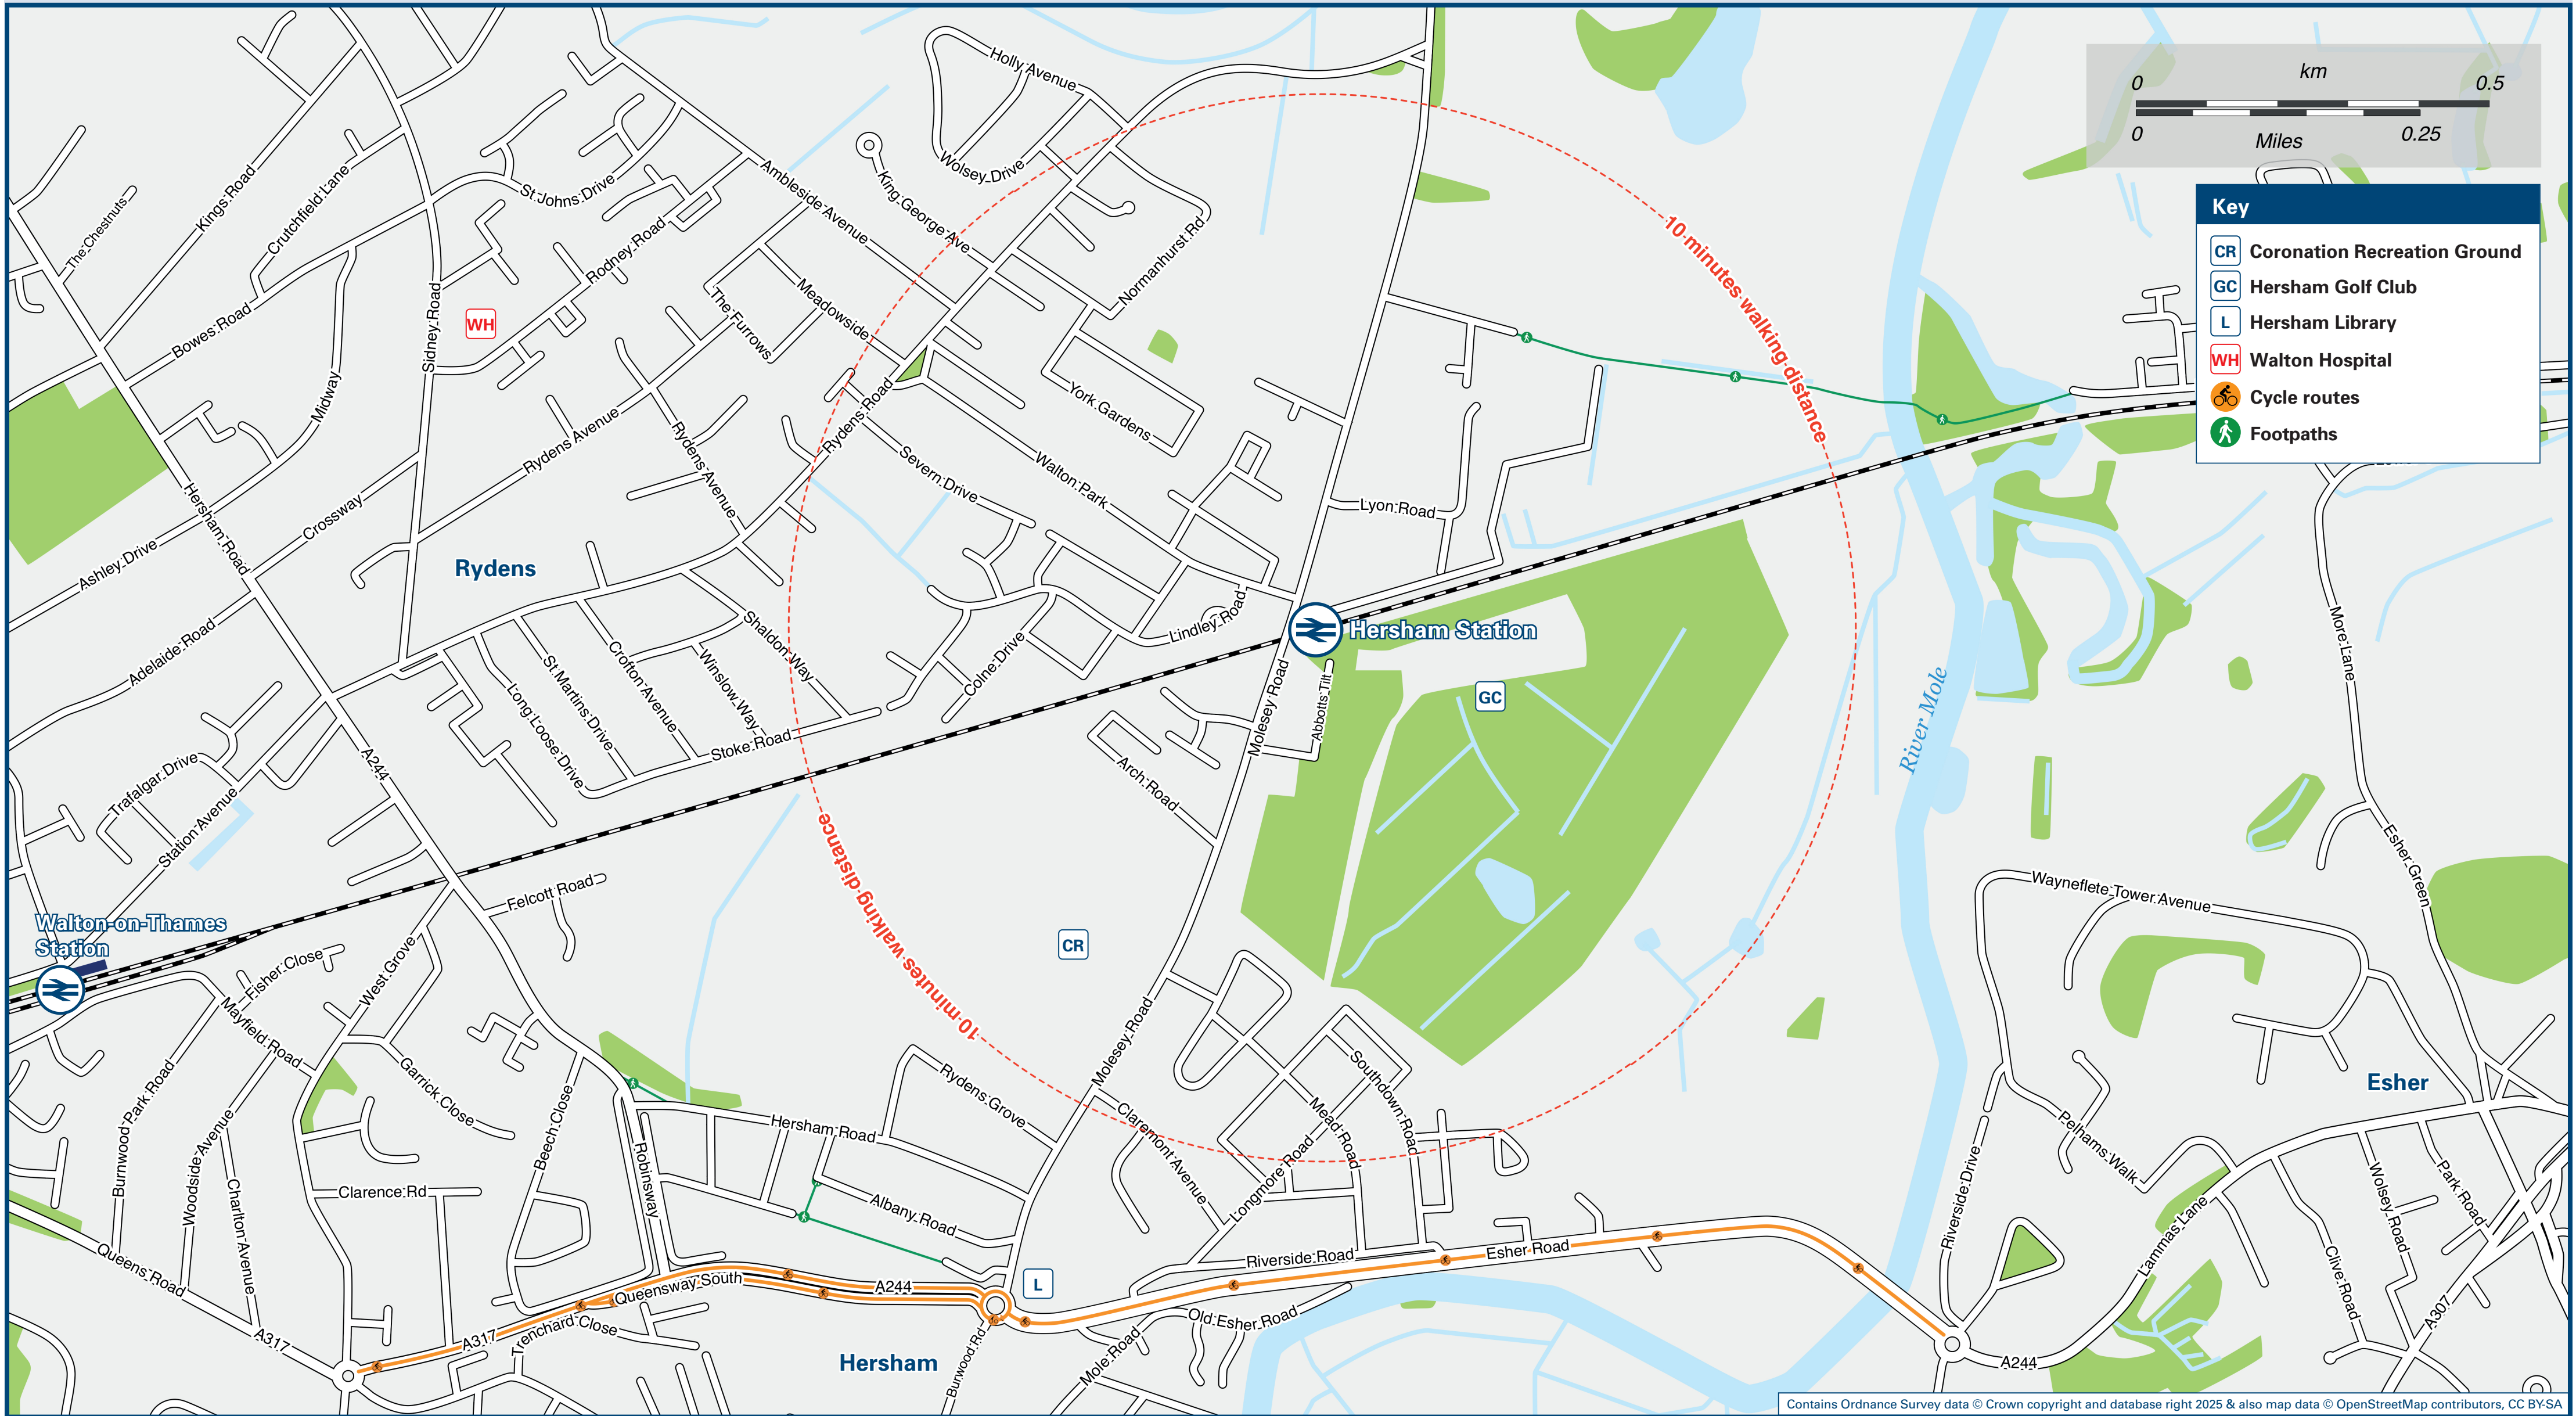 km
0 0.5
0 0.25
Miles
Key
CR Coronation Recreation Ground
GC Hersham Golf Club
L Hersham Library
WH Walton Hospital
Cycle routes
Footpaths
Holly Avenue
Wolsey Drive
King George Ave
Ambleside Avenue
Normanhurst Rd
Kings Road
Crutchfield Lane
St Johns Drive
The Chestnuts
Rodney Road
Bowes Road
Sidney Road
WH
Meadowside
The Furrows
10 minutes walking distance
Midway
Rydens Road
York Gardens
Rydens Avenue
Rydens Avenue
Severn Drive
Walton Park
Hersham Road
Crossway
Lyon Road
Ashley Drive
Rydens
Adelaide Road
Shaldon Way
Crofton Avenue
Winslow Way
St Martins Drive
Long Loose Drive
Colne Drive
Lindley Road
Hersham Station
Abbotts Tilt
Molesey Road
GC
River Mole
More Lane
Stoke Road
A244
Trafalgar Drive
Station Avenue
Arch Road
10 minutes walking distance
Esher Green
Wayneflete Tower Avenue
Felcott Road
Walton-on-Thames
Station
CR
Fisher Close
West Grove
Mayfield Road
Garrick Close
Burnwood Park Road
Woodside Avenue
Charlton Avenue
Beech Close
Molesey Road
Rydens Grove
Hersham Road
Claremont Avenue
Southdown Road
Mead Road
Longmore Road
Esher
Pelhams Walk
Riverside Drive
Clarence Rd
Robinsway
Albany Road
Wolsey Road
Park Road
Lammas Lane
Clive Road
A307
Queens Road
A317
A317
Queensway South
A244
L
Riverside Road
Esher Road
Old Esher Road
Trenchard Close
Hersham
Burwood Rd
Mole Road
A244
Contains Ordnance Survey data © Crown copyright and database right 2025 & also map data © OpenStreetMap contributors, CC BY-SA